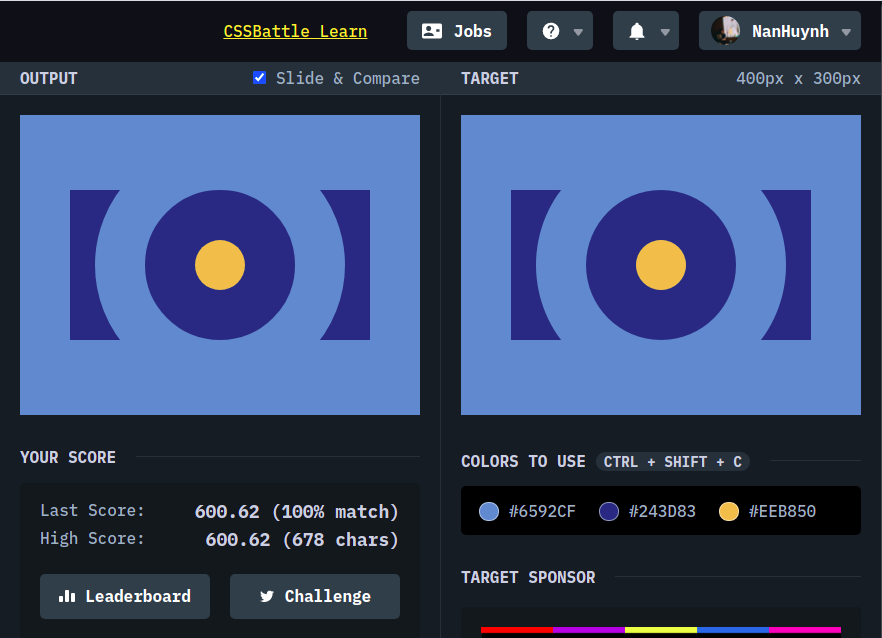 CSSBattle Learn Jobs NanHuynh
OUTPUT Slide & Compare TARGET 400px x 300px
YOUR SCORE
Last Score: 600.62 (100% match)
High Score: 600.62 (678 chars)
Leaderboard Challenge
COLORS TO USE CTRL + SHIFT + C
#6592CF #243D83 #EEB850
TARGET SPONSOR